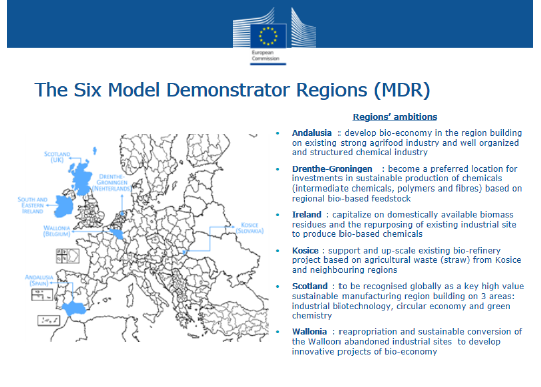 European
Commission
The Six Model Demonstrator Regions (MDR)
SCOTLAND
(UK)
DRENTHE-
GRONINGEN
(NEHTERLANDS)
SOUTH AND
EASTERN
IRELAND
WALLONIA
(BELGIUM)
KOSICE
(SLOVENIA)
ANDALUSIA
(SPAIN)
Regions' ambitions
• Andalusia : develop bio-economy in the region building
on existing strong agrifood industry and well organized
and structured chemical industry
• Drenthe-Groningen : become a preferred location for
investments in sustainable production of chemicals
(intermediate chemicals, polymers and fibres) based on
regional bio-based feedstock
• Ireland : capitalize on domestically available biomass
residues and the repurposing of existing industrial site
to produce bio-based chemicals
• Kosice : support and up-scale existing bio-refinery
project based on agricultural waste (straw) from Kosice
and neighbouring regions
• Scotland : to be recognised globally as a key high value
sustainable manufacturing region building on 3 areas:
industrial biotechnology, circular economy and green
chemistry
• Wallonia : reapropriation and sustainable conversion of
the Walloon abandoned industrial sites to develop
innovative projects of bio-economy